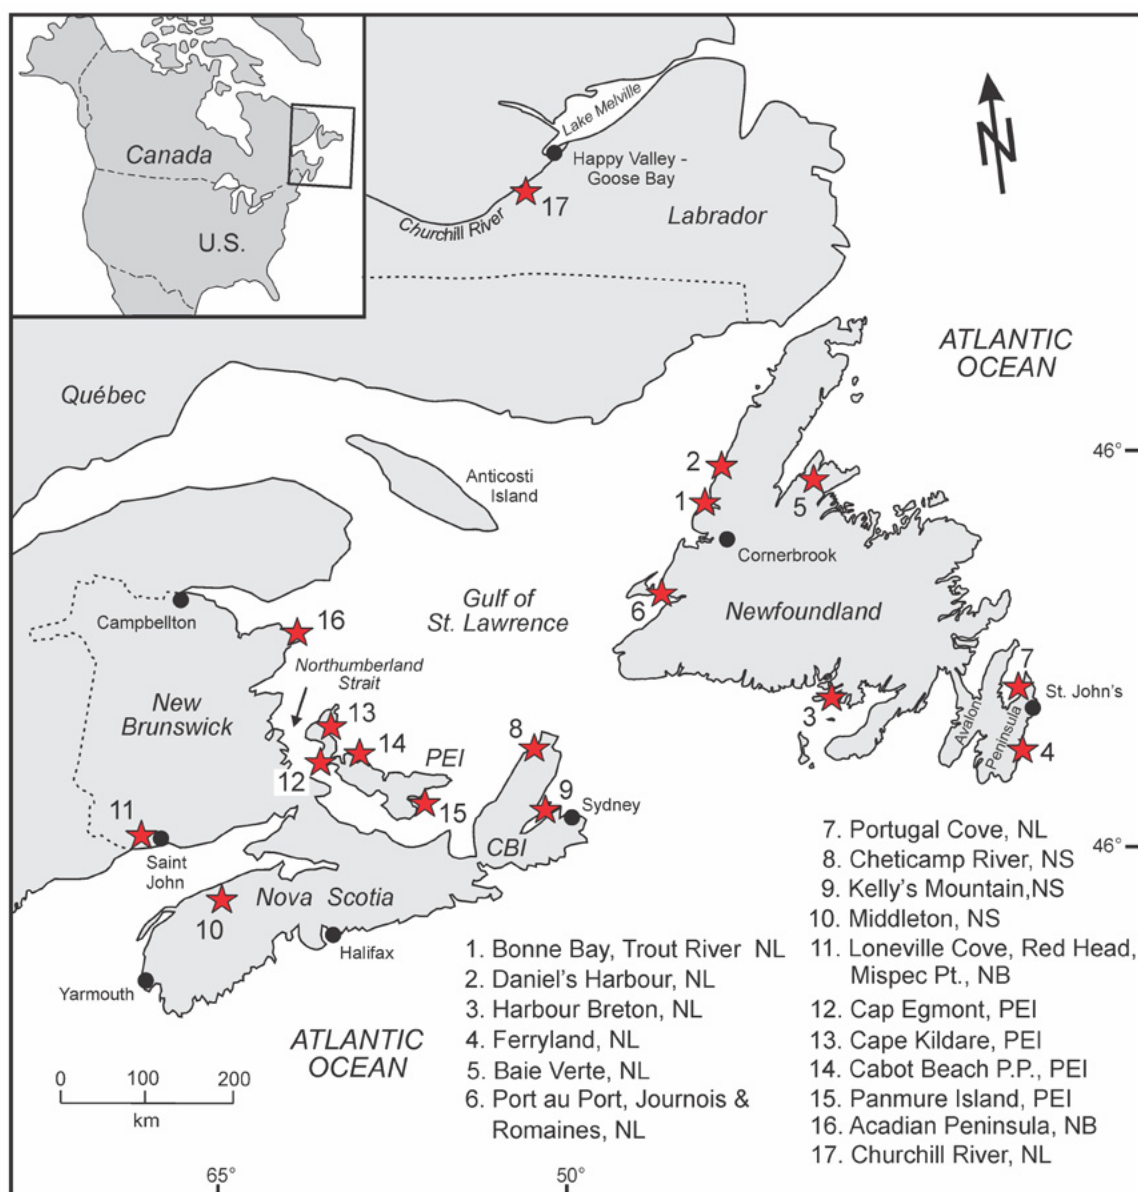 Canada
U.S.
Lake Melville
Happy Valley -
Goose Bay
17
Churchill River
Labrador
N
ATLANTIC
OCEAN
Québec
46°
2
1
5
Anticosti
Island
Cornerbrook
6
Newfoundland
Gulf of
St. Lawrence
Campbellton
16
Northumberland
Strait
7
St. John's
Avalon
Peninsula
4
3
New
Brunswick
13
14
12
PEI
15
8
9
Sydney
CBI
11
Saint
John
46°
10
Nova Scotia
Halifax
Yarmouth
ATLANTIC
OCEAN
0 100 200
km
1. Bonne Bay, Trout River NL
2. Daniel's Harbour, NL
3. Harbour Breton, NL
4. Ferryland, NL
5. Baie Verte, NL
6. Port au Port, Journois &
Romaines, NL
7. Portugal Cove, NL
8. Cheticamp River, NS
9. Kelly's Mountain,NS
10. Middleton, NS
11. Loneville Cove, Red Head,
Mispec Pt., NB
12. Cap Egmont, PEI
13. Cape Kildare, PEI
14. Cabot Beach P.P., PEI
15. Panmure Island, PEI
16. Acadian Peninsula, NB
17. Churchill River, NL
65°
50°